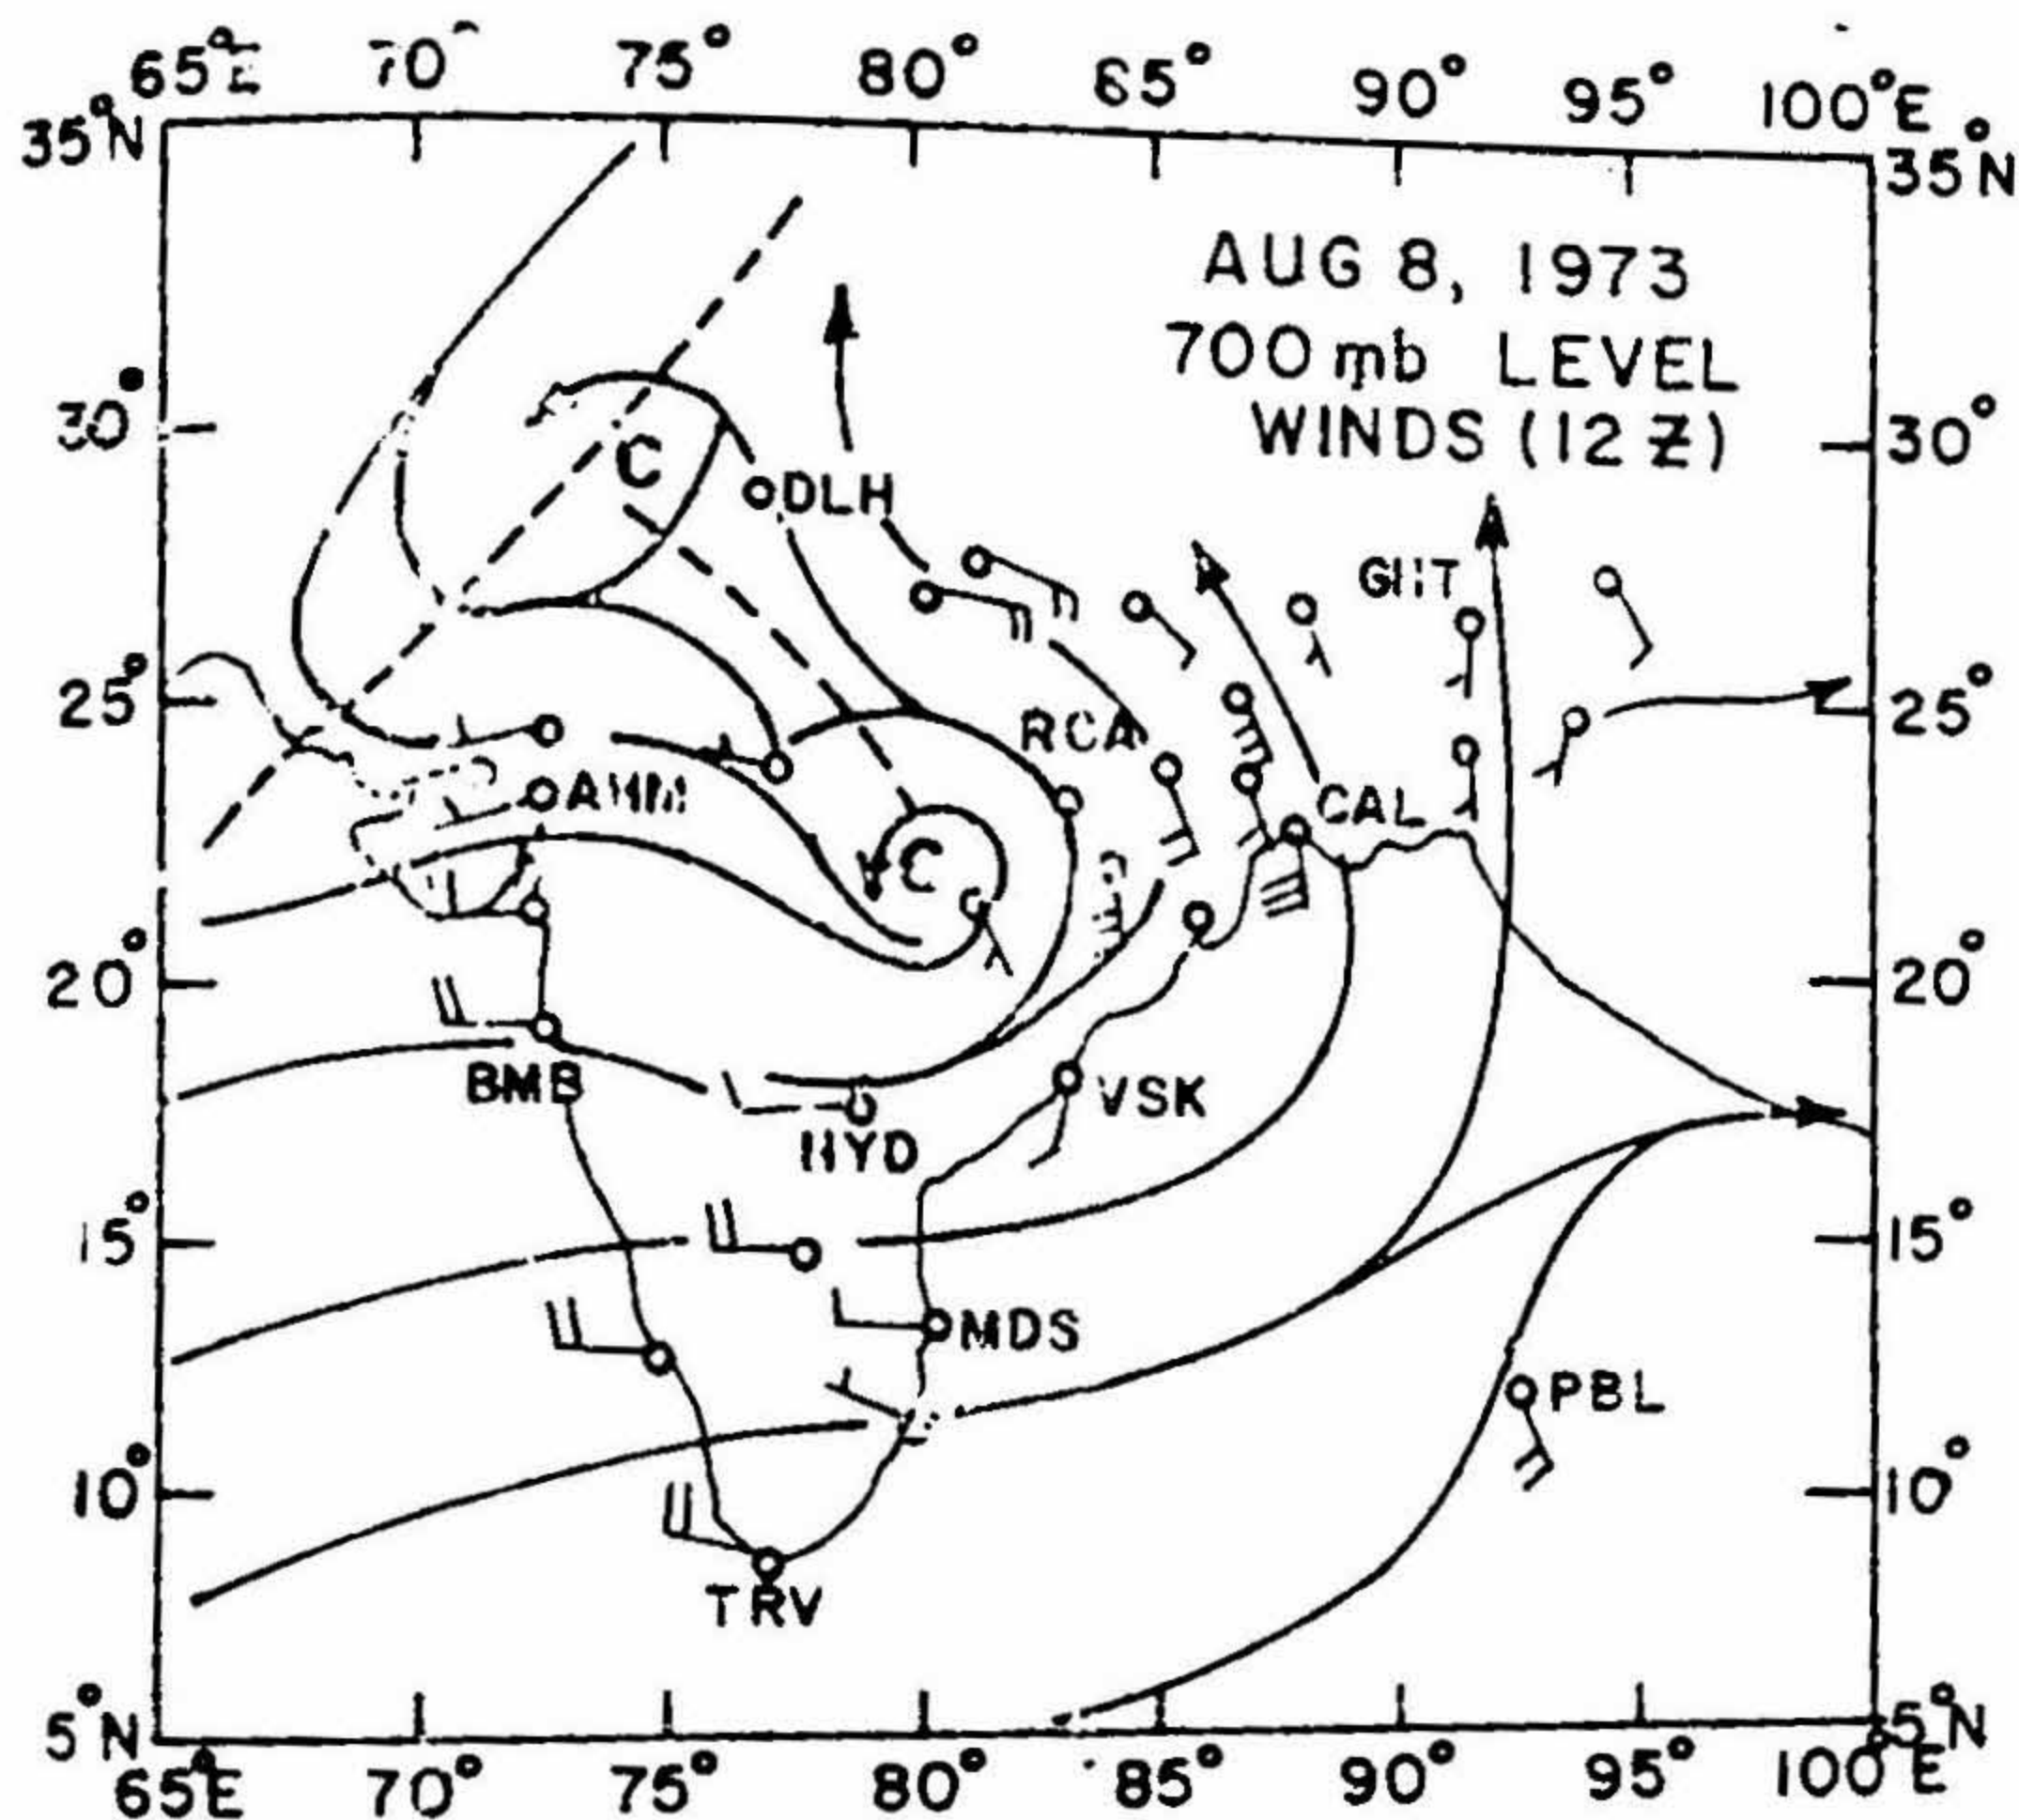 65°E 70° 75° 80° 85° 90° 95° 100°E
35°N 35°N
AUG 8, 1973
700 mb LEVEL
WINDS (12 Z)
30° 30°
C
DLH
GHT
25° 25°
RCA
AHM
CAL
C
20° 20°
BMB
VSK
HYD
15° 15°
MDS
PBL
10° 10°
TRV
5°N 5°N
65°E 70° 75° 80° 85° 90° 95° 100°E